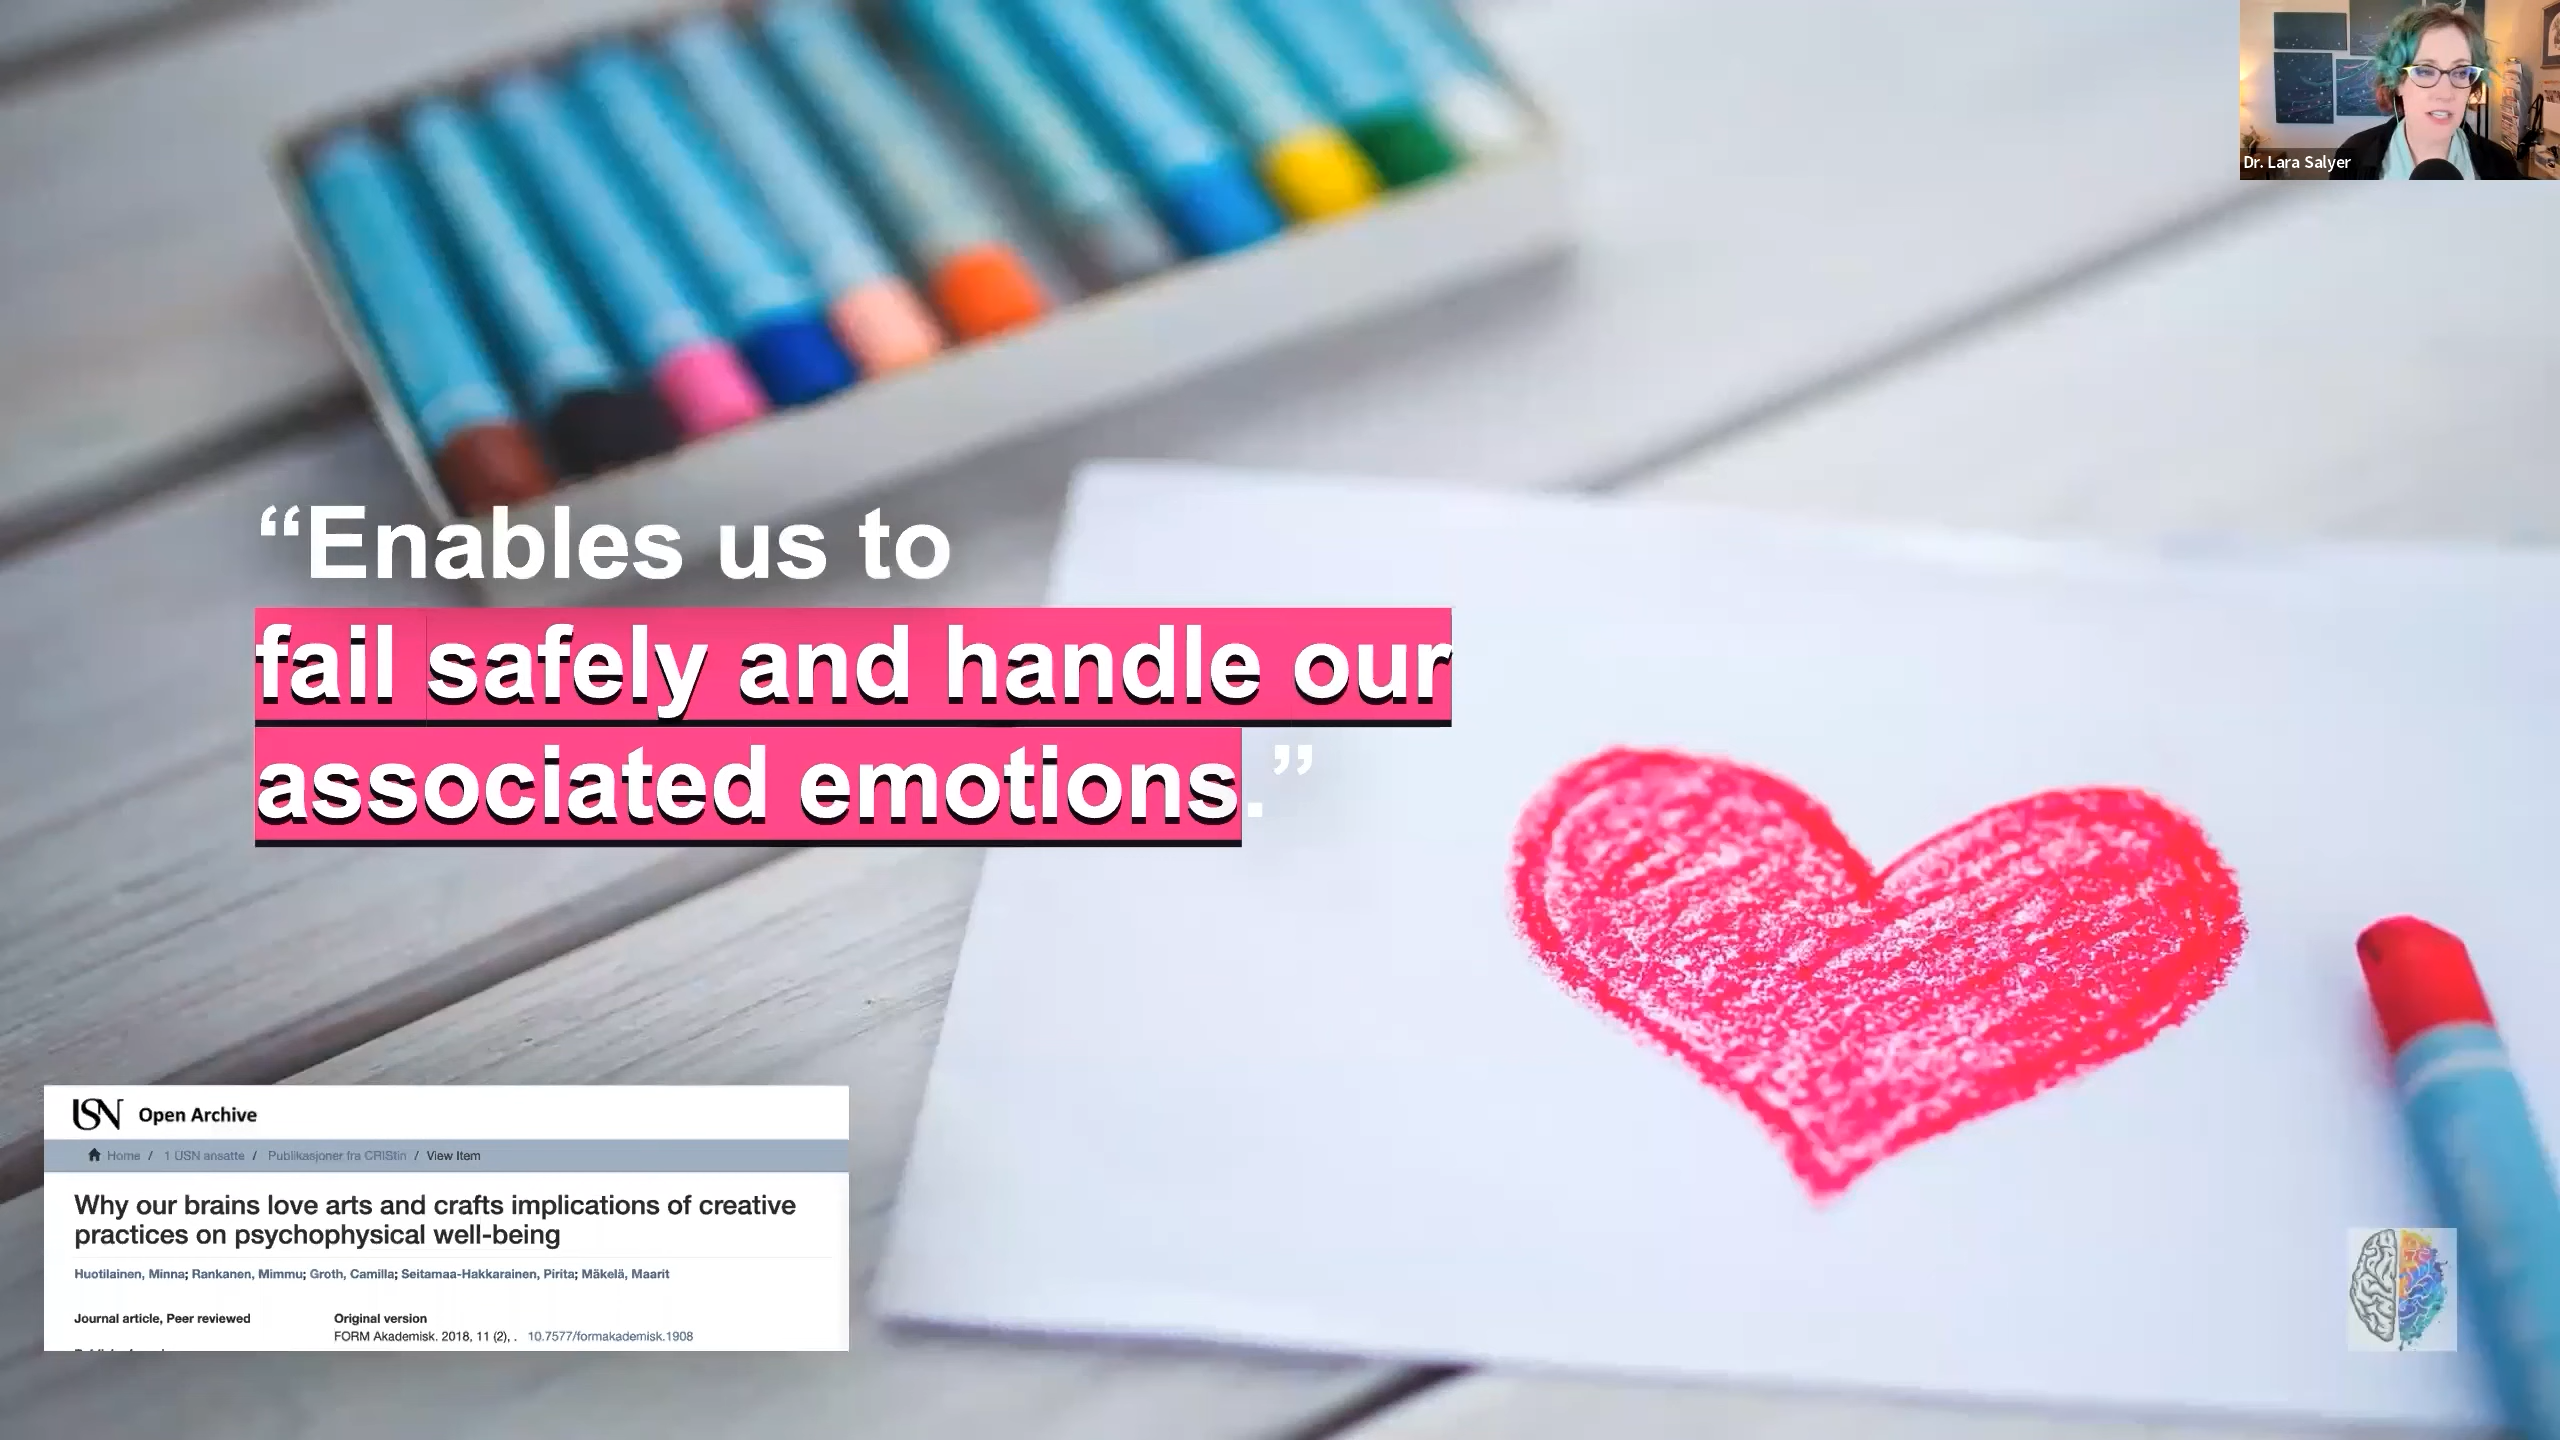 Dr. Lara Salyer
“Enables us to
fail safely and handle our
associated emotions.”
USN Open Archive
Home / 1 USN ansatte / Publikasjoner fra CRIStin / View Item
Why our brains love arts and crafts implications of creative
practices on psychophysical well-being
Huotilainen, Minna; Rankanen, Mimmu; Groth, Camilla; Seitamaa-Hakkarainen, Pirita; Mäkelä, Maarit
Journal article, Peer reviewed
Original version
FORM Akademisk. 2018, 11 (2), . 10.7577/formakademisk.1908